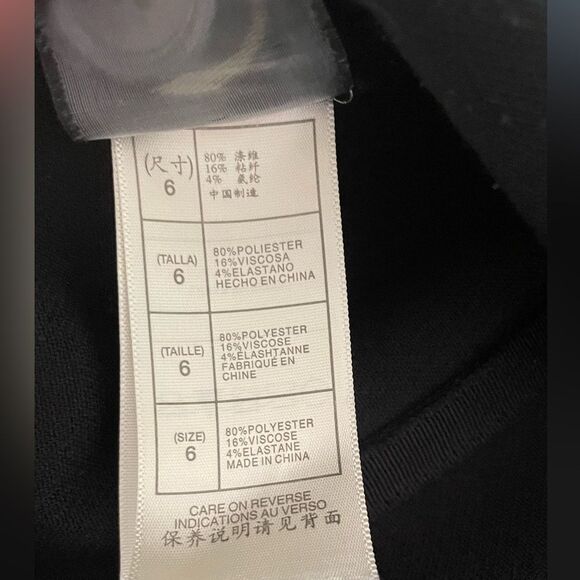 (尺寸)
6
80% 涤维
16% 粘纤
4% 氨纶
中国制造
(TALLA)
6
80%POLIESTER
16%VISCOSA
4%ELASTANO
HECHO EN CHINA
(TAILLE)
6
80%POLYESTER
16%VISCOSE
4%ELASHTANNE
FABRIQUÉ EN
CHINE
(SIZE)
6
80%POLYESTER
16%VISCOSE
4%ELASTANE
MADE IN CHINA
CARE ON REVERSE
INDICATIONS AU VERSO
保养说明请见背面